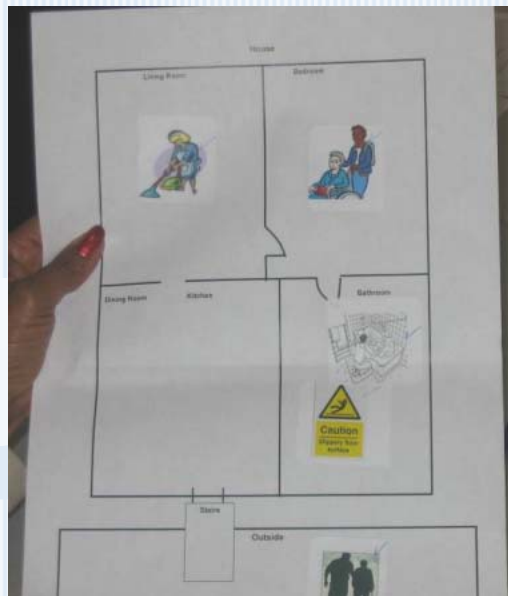 House
Living Room
Bedroom
Dining Room
Kitchen
Bathroom
Caution
Slippery floor
surface
Stairs
Outside